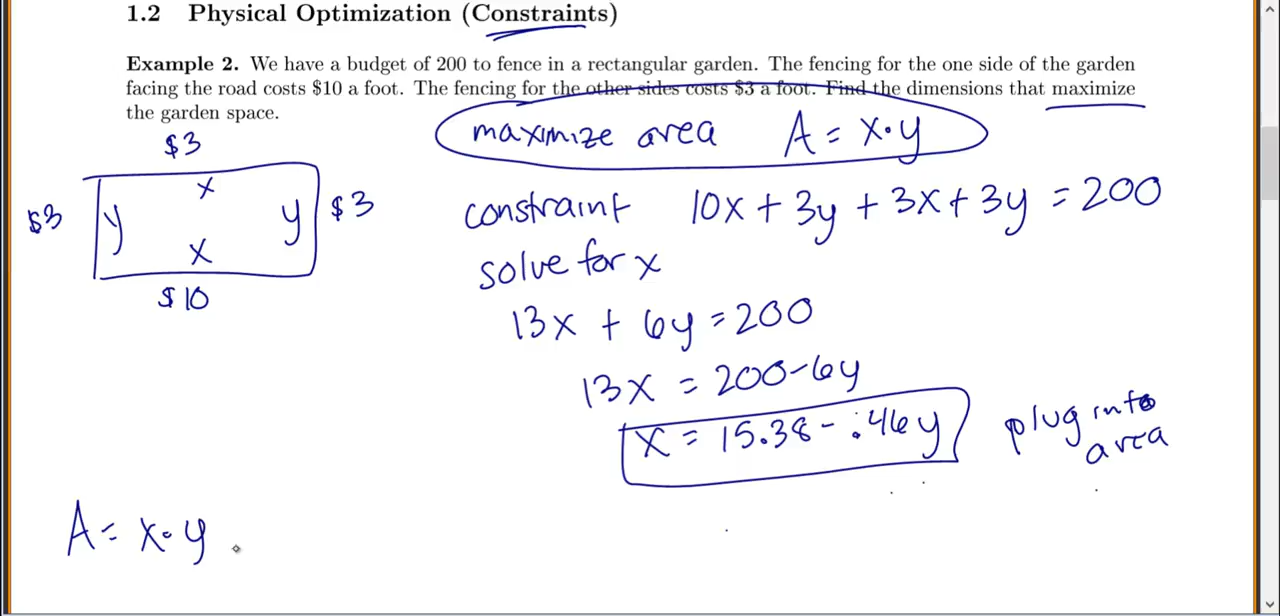 1.2 Physical Optimization (Constraints)
Example 2. We have a budget of 200 to fence in a rectangular garden. The fencing for the one side of the garden
facing the road costs $10 a foot. The fencing for the other sides costs $3 a foot. Find the dimensions that maximize
the garden space.
maximize area A = x·y
$3
x
$3 y y $3
x
$10
constraint 10x + 3y + 3x + 3y = 200
solve for x
13x + 6y = 200
13x = 200-6y
x = 15.38 - .46y
plug into
area
A = x·y